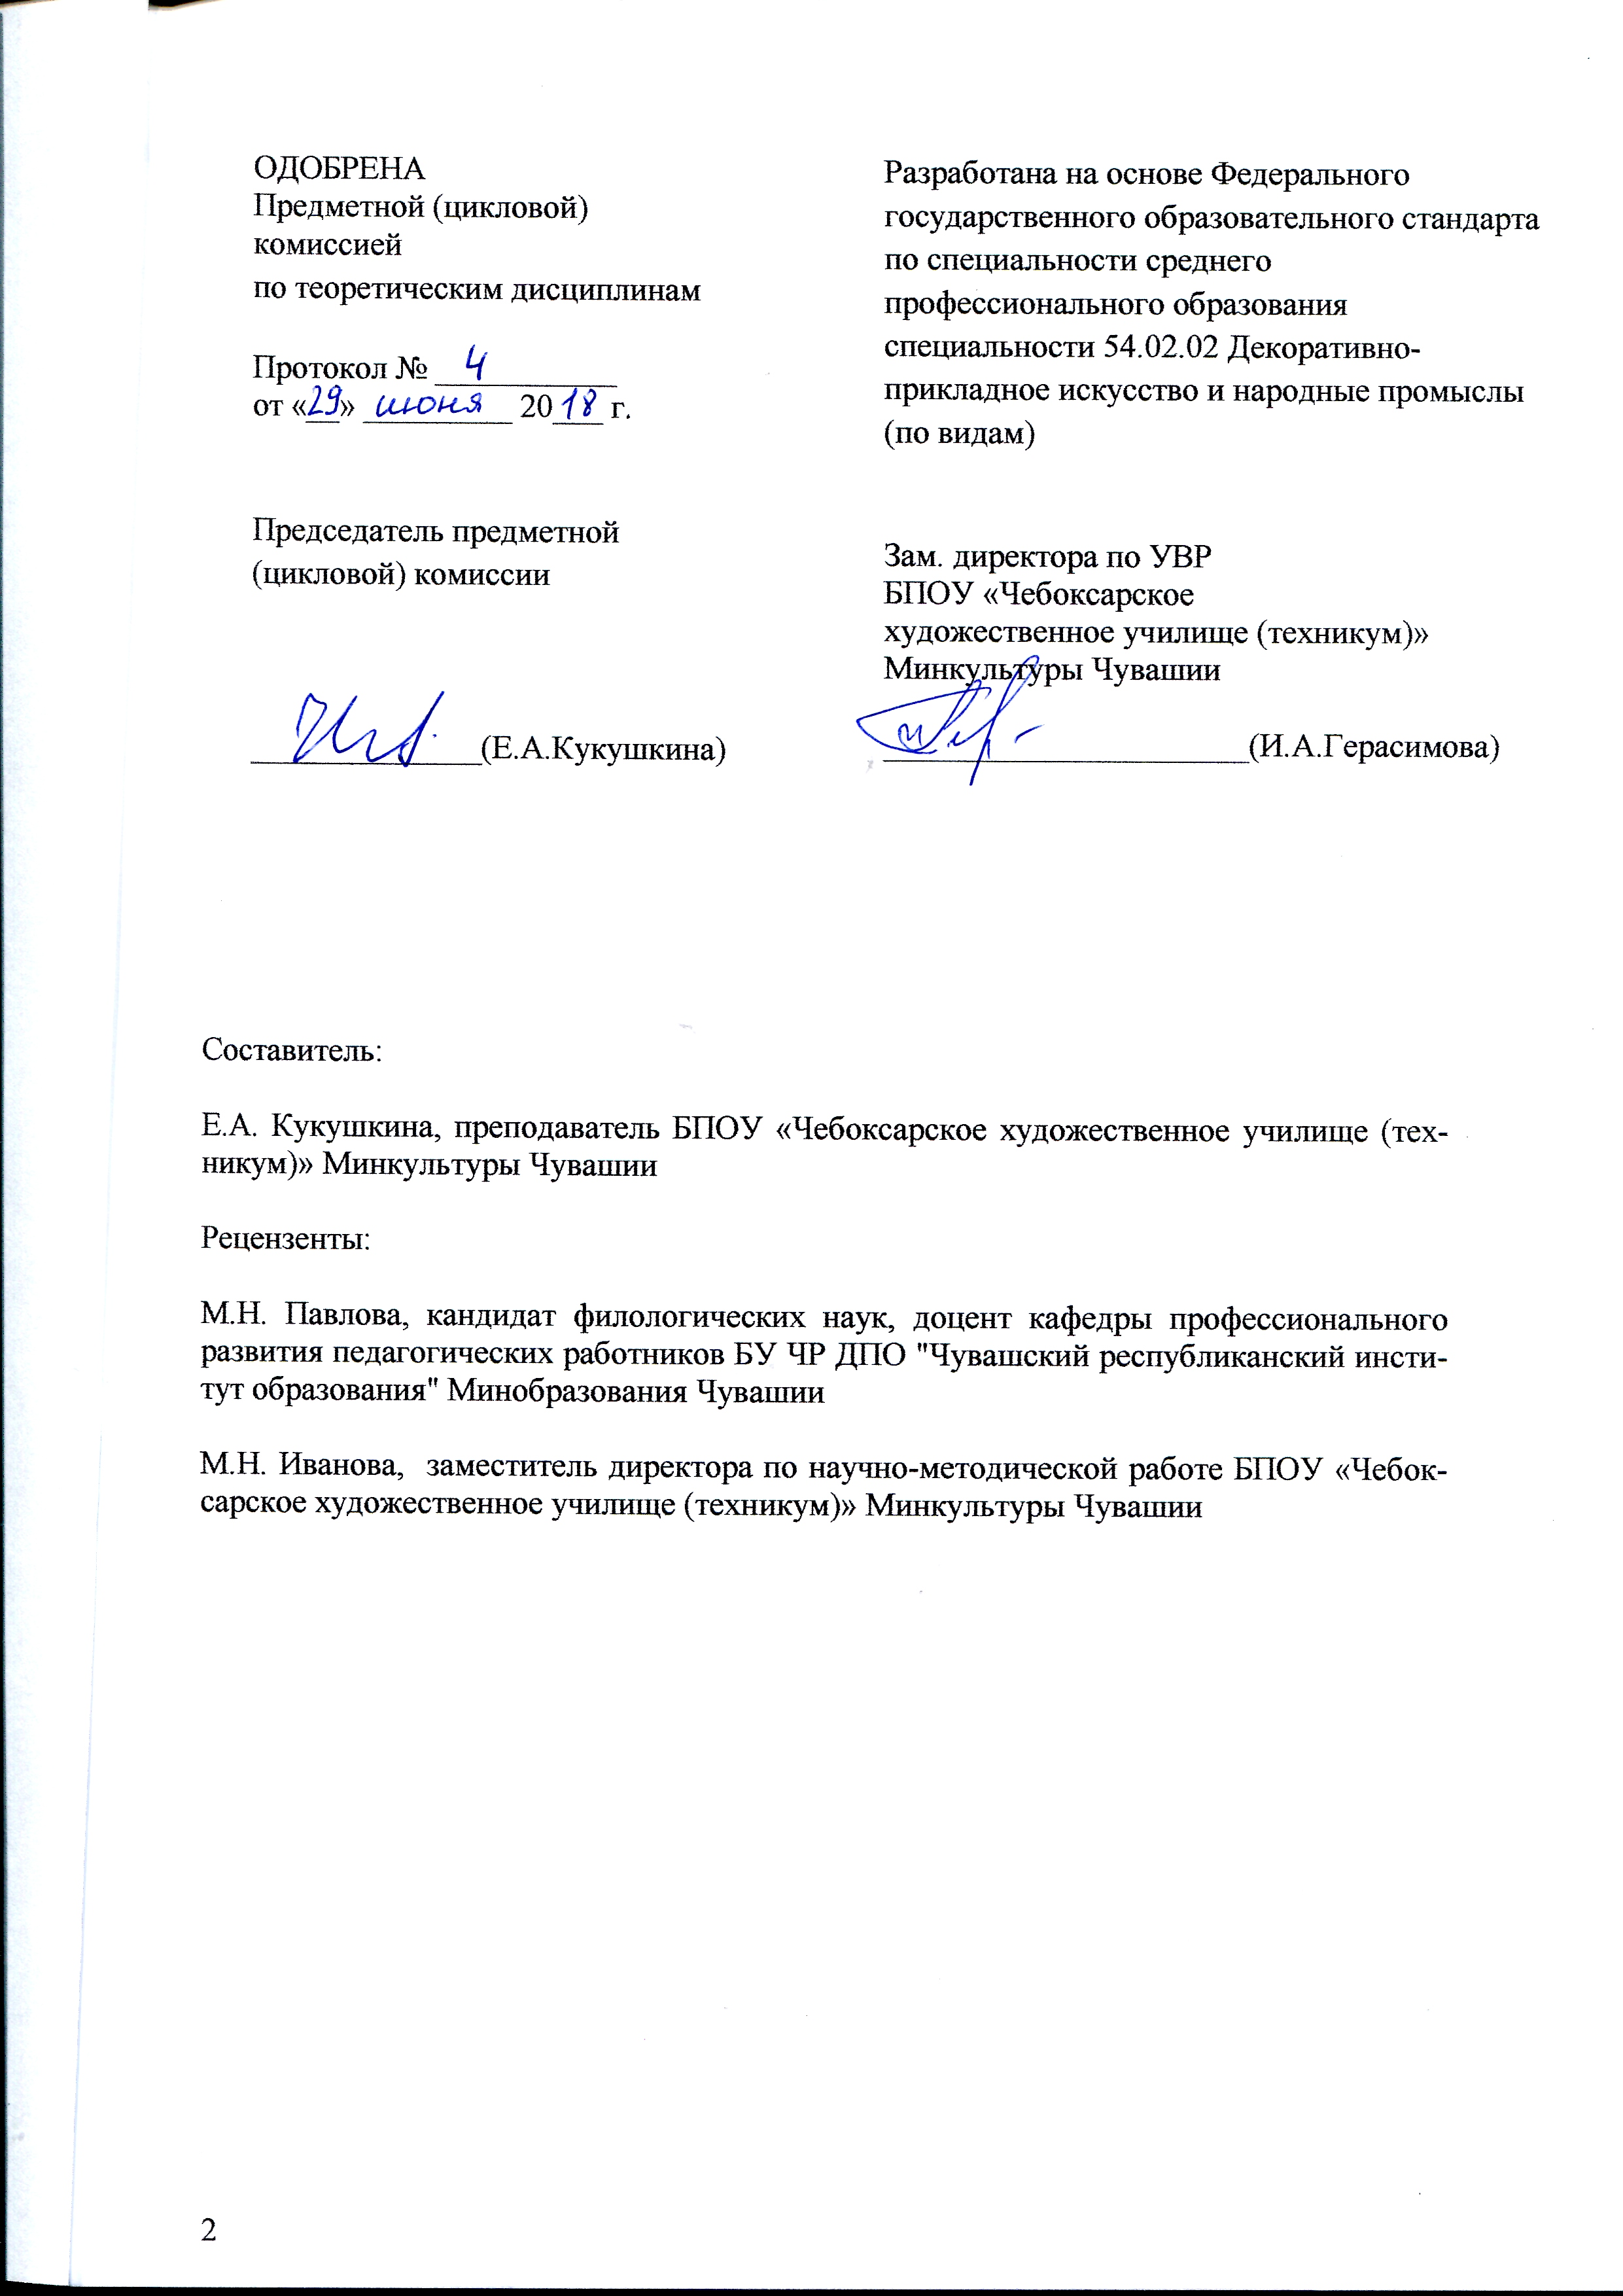 ОДОБРЕНА
Предметной (цикловой)
комиссией
по теоретическим дисциплинам
Протокол № 4
от «29» июня 2018 г.
Председатель предметной
(цикловой) комиссии
(Е.А.Кукушкина)
Разработана на основе Федерального
государственного образовательного стандарта
по специальности среднего
профессионального образования
специальности 54.02.02 Декоративно-
прикладное искусство и народные промыслы
(по видам)
Зам. директора по УВР
БПОУ «Чебоксарское
художественное училище (техникум)»
Минкультуры Чувашии
(И.А.Герасимова)
Составитель:
Е.А. Кукушкина, преподаватель БПОУ «Чебоксарское художественное училище (тех-
никум)» Минкультуры Чувашии
Рецензенты:
М.Н. Павлова, кандидат филологических наук, доцент кафедры профессионального
развития педагогических работников БУ ЧР ДПО "Чувашский республиканский инсти-
тут образования" Минобразования Чувашии
М.Н. Иванова, заместитель директора по научно-методической работе БПОУ «Чебок-
сарское художественное училище (техникум)» Минкультуры Чувашии
2